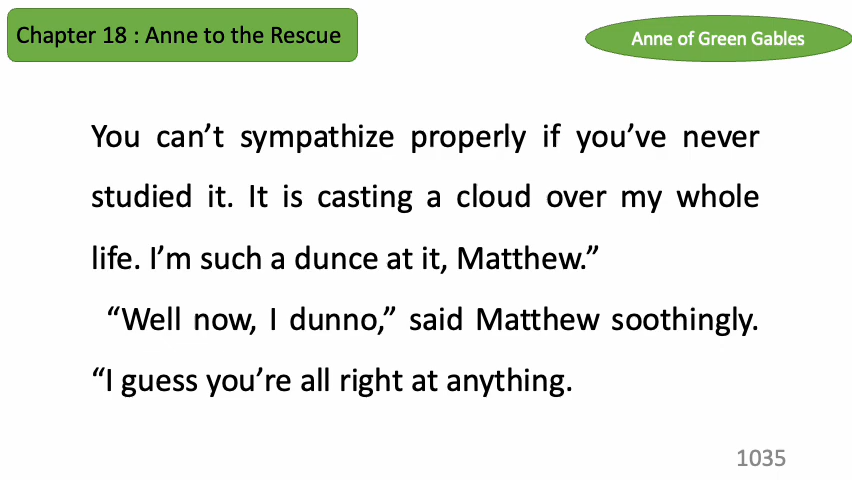 Chapter 18 : Anne to the Rescue
Anne of Green Gables
You can’t sympathize properly if you’ve never
studied it. It is casting a cloud over my whole
life. I’m such a dunce at it, Matthew.”
“Well now, I dunno,” said Matthew soothingly.
“I guess you’re all right at anything.
1035